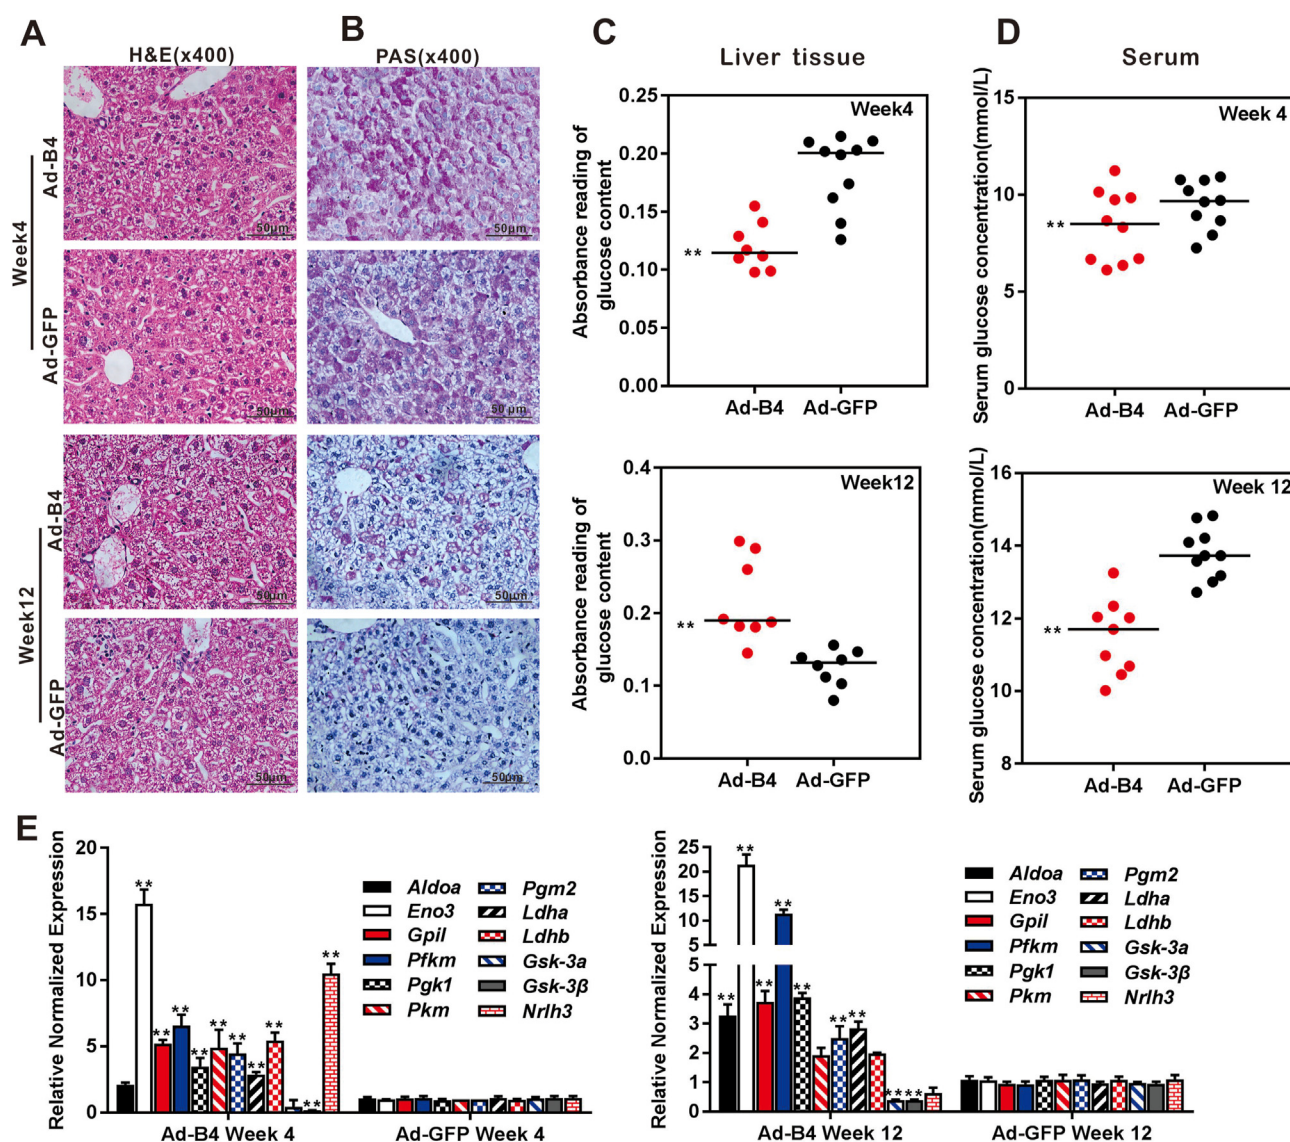 A
B
C
D
H&E(x400)
PAS(x400)
Liver tissue
Serum
Week4
Ad-B4
50μm
50μm
Ad-GFP
50μm
50 μm
Week12
Ad-B4
50μm
50μm
Ad-GFP
50μm
50μm
Absorbance reading of
glucose content
0.25
0.20
0.15
0.10
0.05
0.00
Week4
**
Ad-B4 Ad-GFP
Serum glucose concentration(mmol/L)
15
10
5
0
Week 4
**
Ad-B4 Ad-GFP
Absorbance reading of
glucose content
0.4
0.3
0.2
0.1
0.0
Week12
**
Ad-B4 Ad-GFP
Serum glucose concentration(mmol/L)
16
14
12
10
8
Week 12
**
Ad-B4 Ad-GFP
E
Relative Normalized Expression
20
15
10
5
0
** ** ** ** ** ** ** ** ** **
Aldoa Pgm2
Eno3 Ldha
Gpil Ldhb
Pfkm Gsk-3a
Pgk1 Gsk-3β
Pkm Nrlh3
Ad-B4 Week 4 Ad-GFP Week 4
Relative Normalized Expression
25
20
15
10
5
5
4
3
2
1
0
** ** ** ** ** ** ** ** **
Aldoa Pgm2
Eno3 Ldha
Gpil Ldhb
Pfkm Gsk-3a
Pgk1 Gsk-3β
Pkm Nrlh3
Ad-B4 Week 12 Ad-GFP Week 12